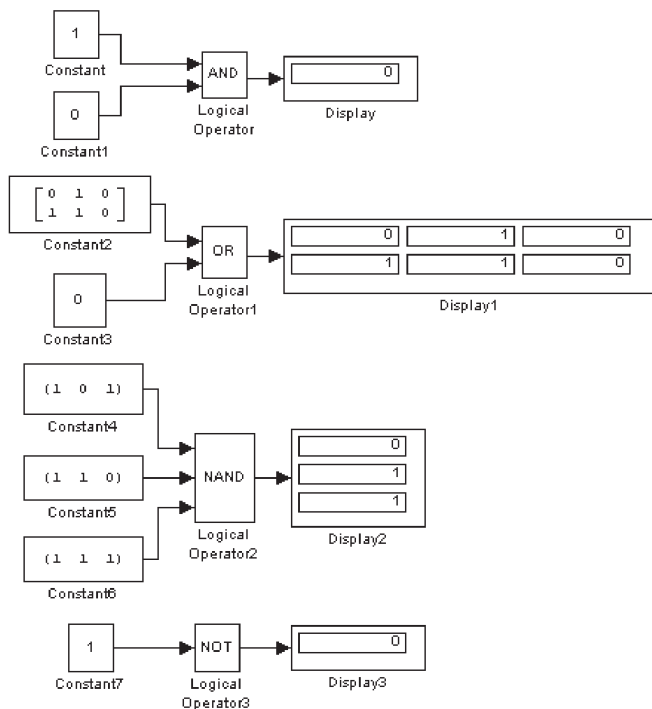 1
Constant
0
Constant1
AND
Logical
Operator
0
Display
0 1 0
1 1 0
Constant2
0
Constant3
OR
Logical
Operator1
0 1 0
1 1 0
Display1
(1 0 1)
Constant4
(1 1 0)
Constant5
(1 1 1)
Constant6
NAND
Logical
Operator2
0
1
1
Display2
1
Constant7
NOT
Logical
Operator3
0
Display3